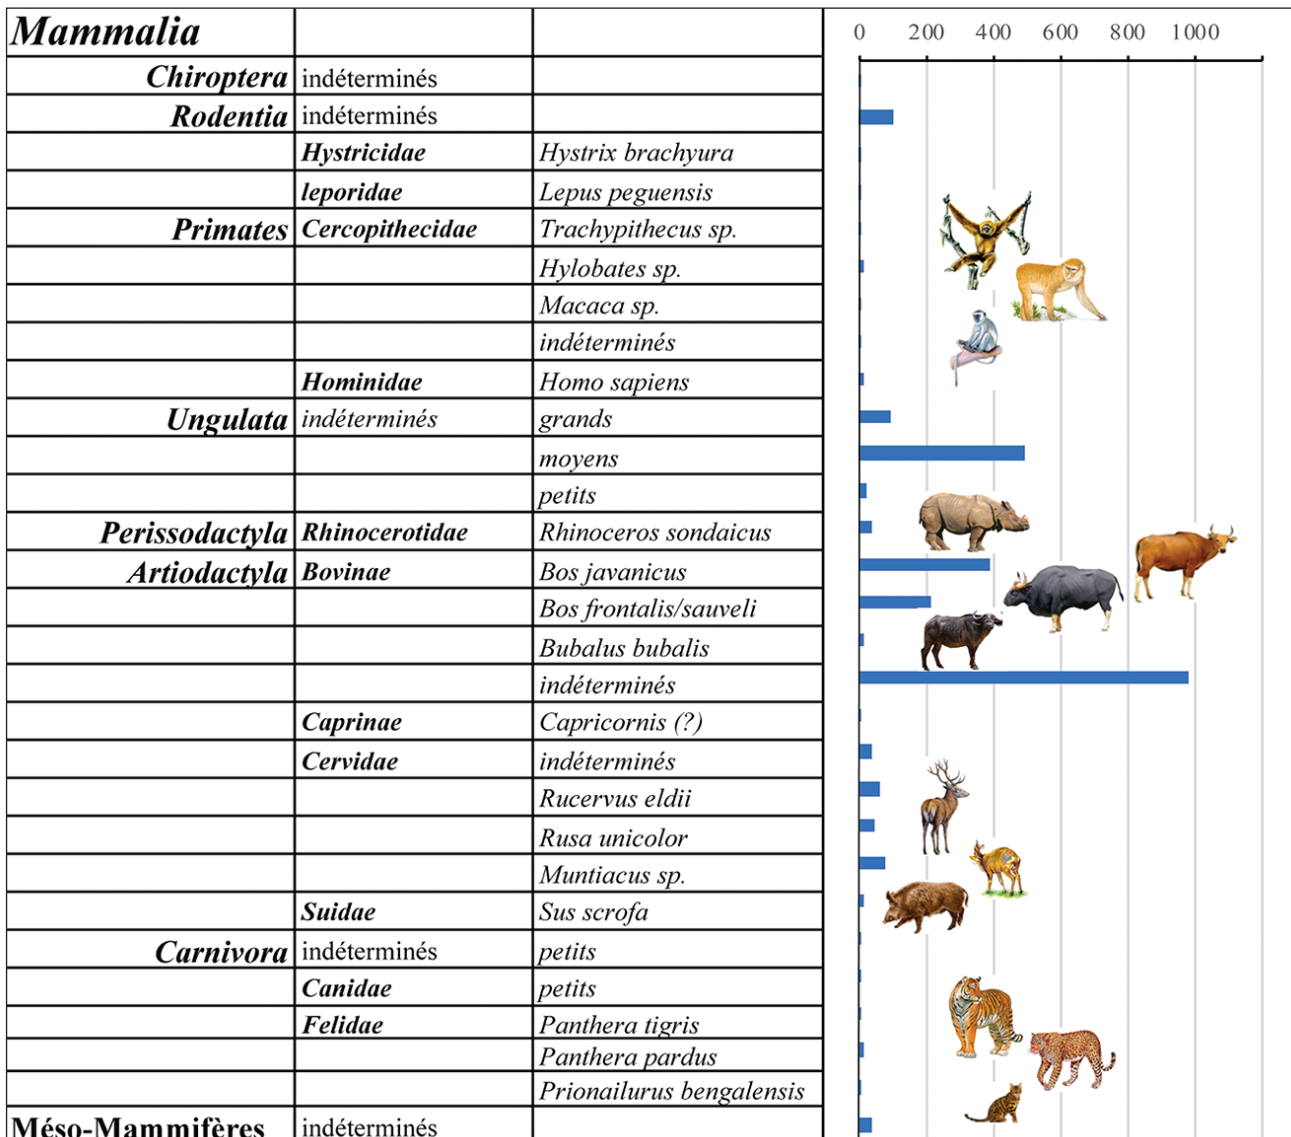 Mammalia 0 200 400 600 800 1000
Chiroptera indéterminés
Rodentia indéterminés
Hystricidae Hystrix brachyura
leporidae Lepus peguensis
Primates Cercopithecidae Trachypithecus sp.
Hylobates sp.
Macaca sp.
indéterminés
Hominidae Homo sapiens
Ungulata indéterminés grands
moyens
petits
Perissodactyla Rhinocerotidae Rhinoceros sondaicus
Artiodactyla Bovinae Bos javanicus
Bos frontalis/sauveli
Bubalus bubalis
indéterminés
Caprinae Capricornis (?)
Cervidae indéterminés
Rucervus eldii
Rusa unicolor
Muntiacus sp.
Suidae Sus scrofa
Carnivora indéterminés petits
Canidae petits
Felidae Panthera tigris
Panthera pardus
Prionailurus bengalensis
Méso-Mammifères indéterminés